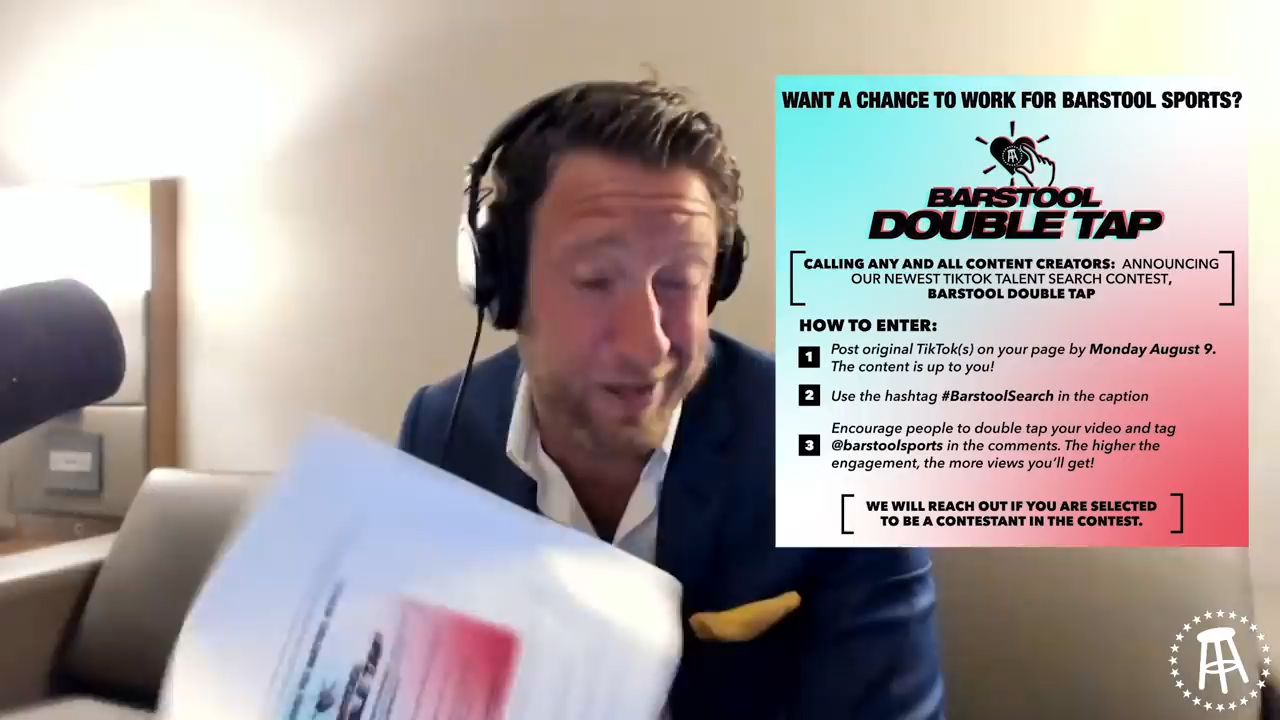 WANT A CHANCE TO WORK FOR BARSTOOL SPORTS?
BARSTOOL
DOUBLE TAP
CALLING ANY AND ALL CONTENT CREATORS: ANNOUNCING
OUR NEWEST TIKTOK TALENT SEARCH CONTEST,
BARSTOOL DOUBLE TAP
HOW TO ENTER:
1 Post original TikTok(s) on your page by Monday August 9.
The content is up to you!
2 Use the hashtag #BarstoolSearch in the caption
3 Encourage people to double tap your video and tag
@barstoolsports in the comments. The higher the
engagement, the more views you'll get!
WE WILL REACH OUT IF YOU ARE SELECTED
TO BE A CONTESTANT IN THE CONTEST.